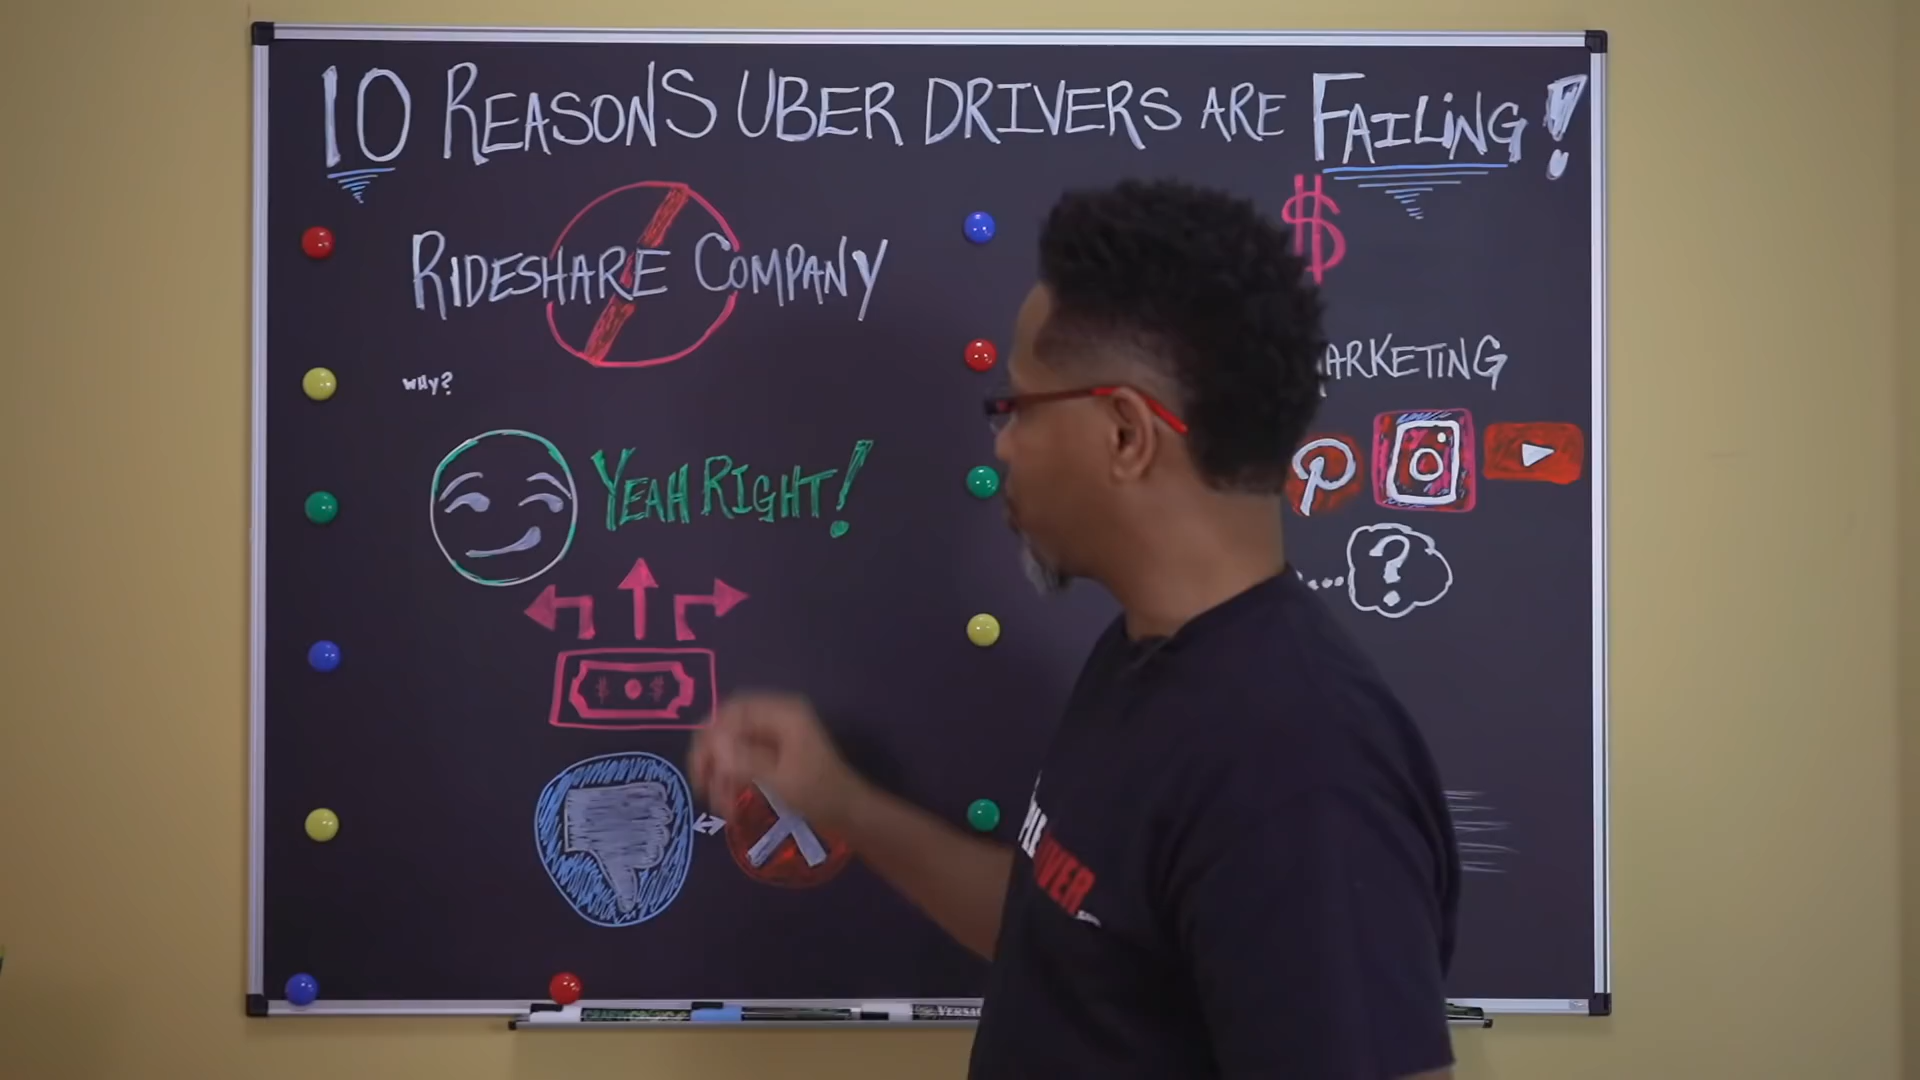 10 REASONS UBER DRIVERS ARE FAILING!
RIDESHARE COMPANY
$
WHY?
ARKETING
YEAH RIGHT!
?
$ $